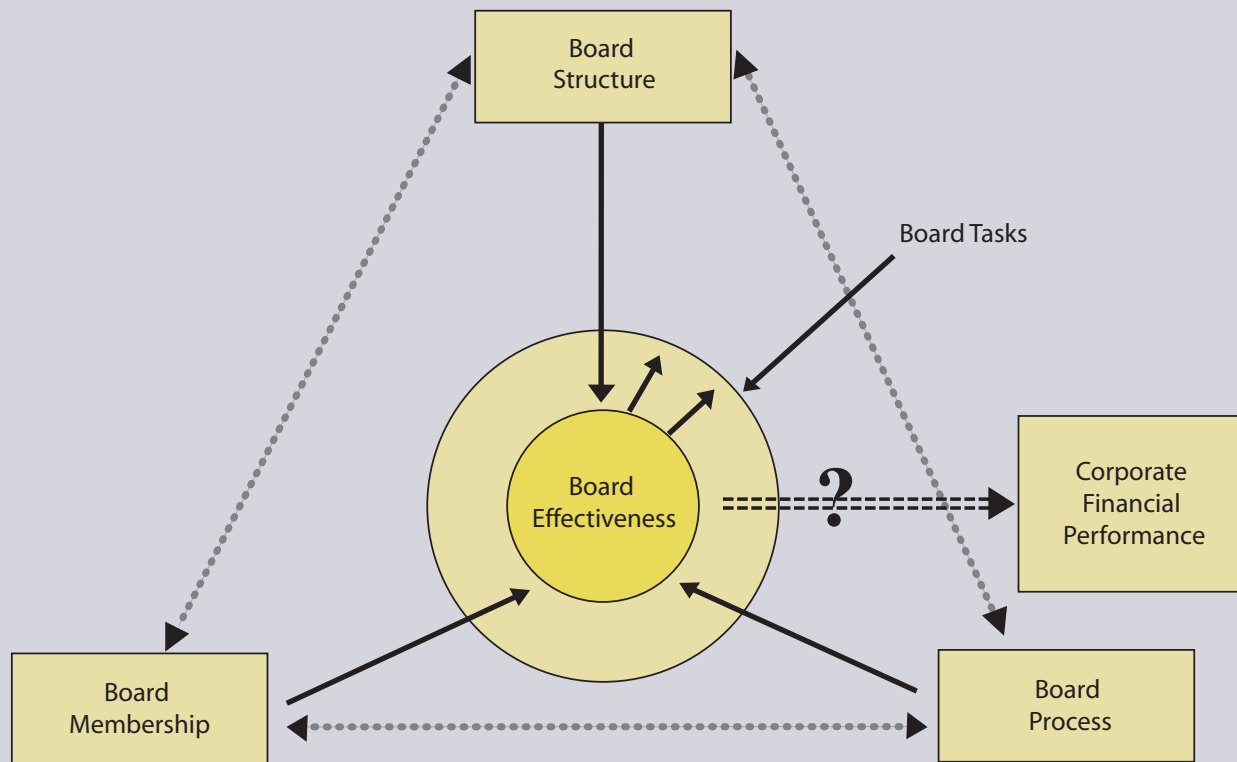 Board
Structure
Board Tasks
Board
Effectiveness
?
Corporate
Financial
Performance
Board
Membership
Board
Process